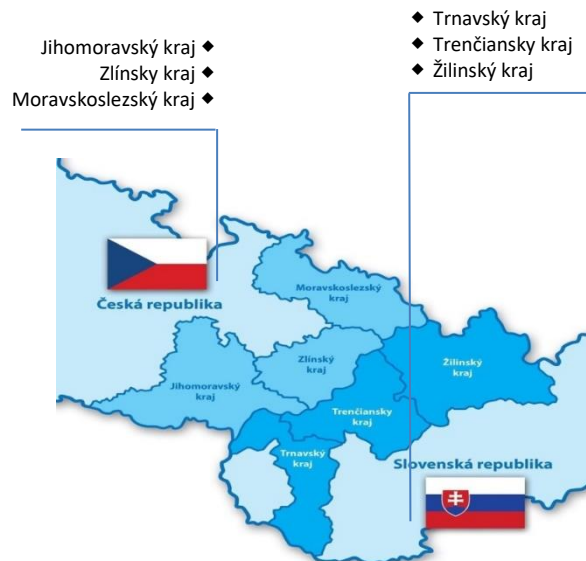 Jihomoravský kraj ◆
Zlínsky kraj ◆
Moravskoslezský kraj ◆
◆ Trnavský kraj
◆ Trenčiansky kraj
◆ Žilinský kraj
Moravskoslezský
kraj
Česká republika
Zlínský
kraj
Žilinský
kraj
Jihomoravský
kraj
Trenčiansky
kraj
Trnavský
kraj
Slovenská republika